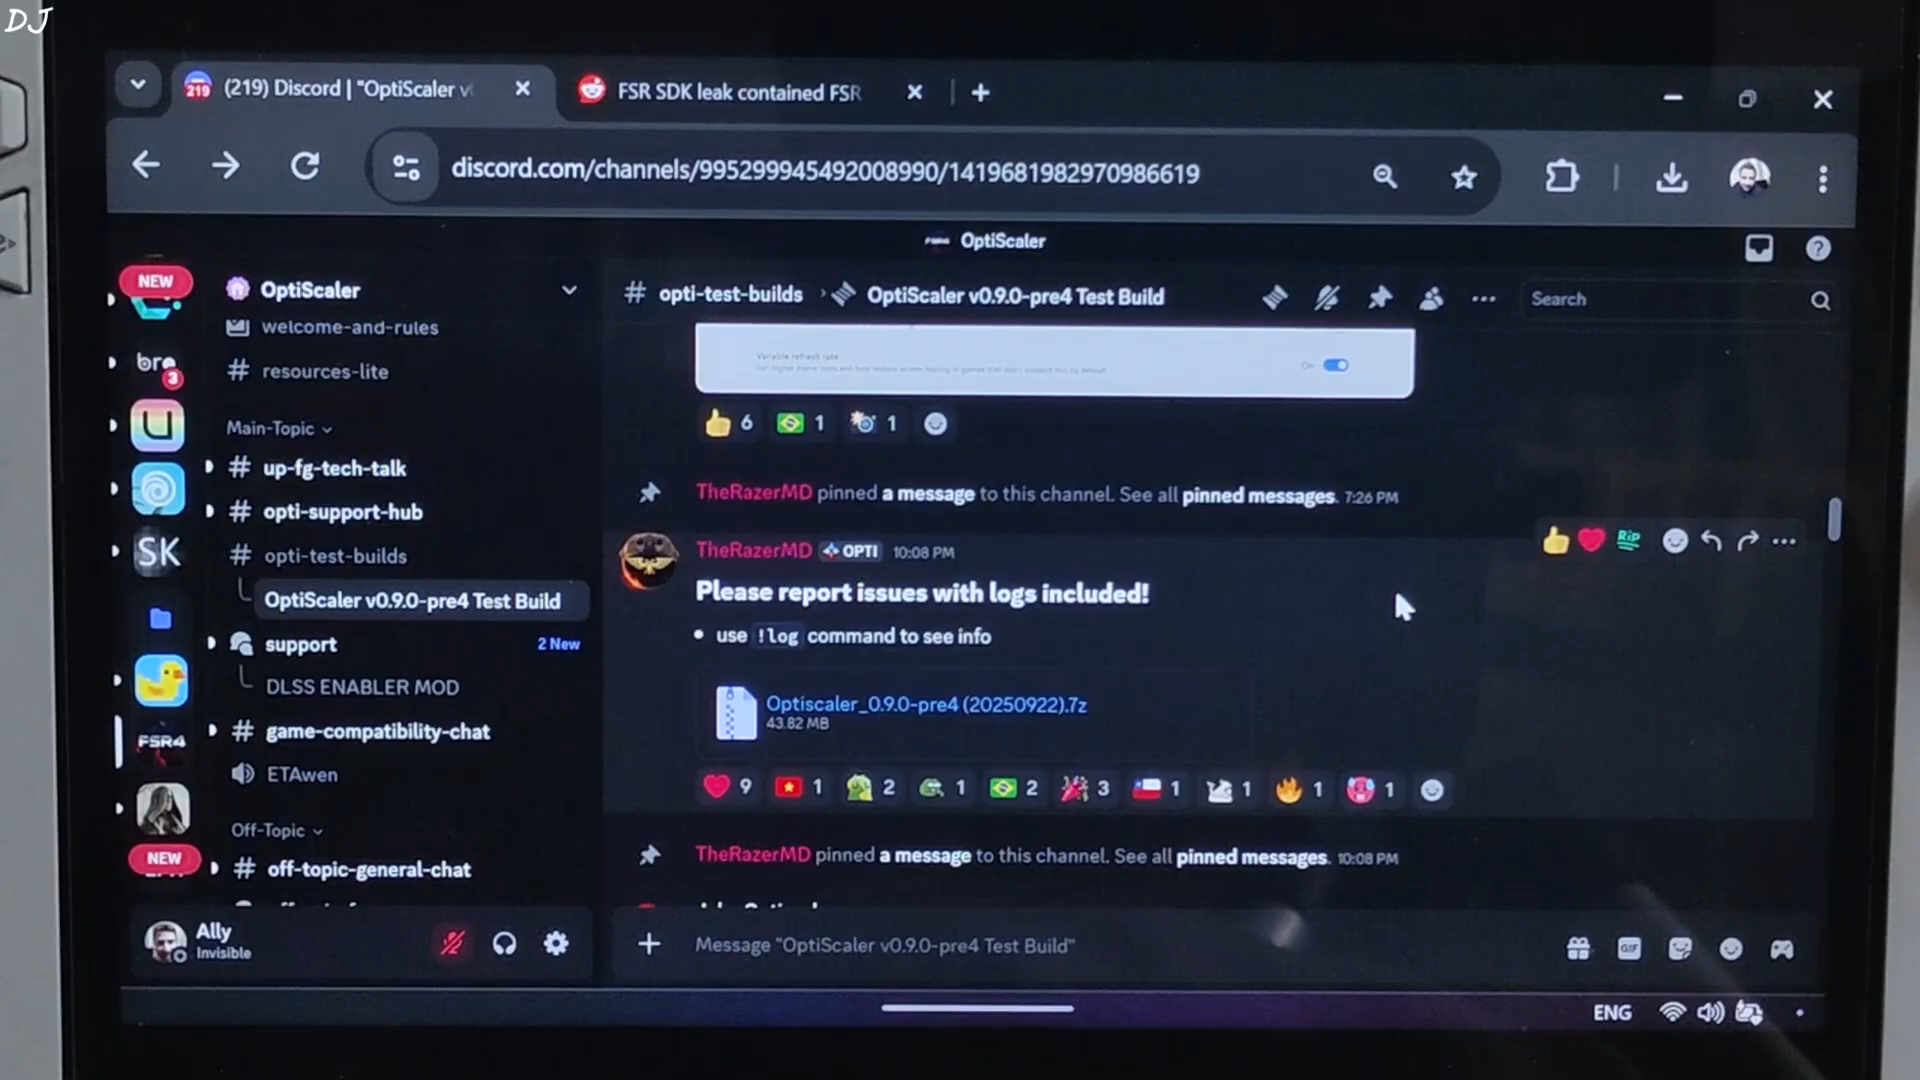 DJ
219
(219) Discord | "OptiScaler v
FSR SDK leak contained FSR
discord.com/channels/995299945492008990/1419681982970986619
OptiScaler
NEW
OptiScaler
# opti-test-builds
OptiScaler v0.9.0-pre4 Test Build
Search
welcome-and-rules
Variable refresh rate
On
bre
3
# resources-lite
6
1
1
U
Main-Topic
# up-fg-tech-talk
TheRazerMD pinned a message to this channel. See all pinned messages. 7:26 PM
# opti-support-hub
RiP
SK
# opti-test-builds
TheRazerMD OPTI 10:08 PM
OptiScaler v0.9.0-pre4 Test Build
Please report issues with logs included!
support
2 New
• use !log command to see info
DLSS ENABLER MOD
Optiscaler_0.9.0-pre4 (20250922).7z
43.82 MB
FSR4
# game-compatibility-chat
ETAwen
9
1
2
1
2
3
1
1
1
1
Off-Topic
NEW
# off-topic-general-chat
TheRazerMD pinned a message to this channel. See all pinned messages. 10:08 PM
Ally
Invisible
Message "OptiScaler v0.9.0-pre4 Test Build"
GIF
ENG